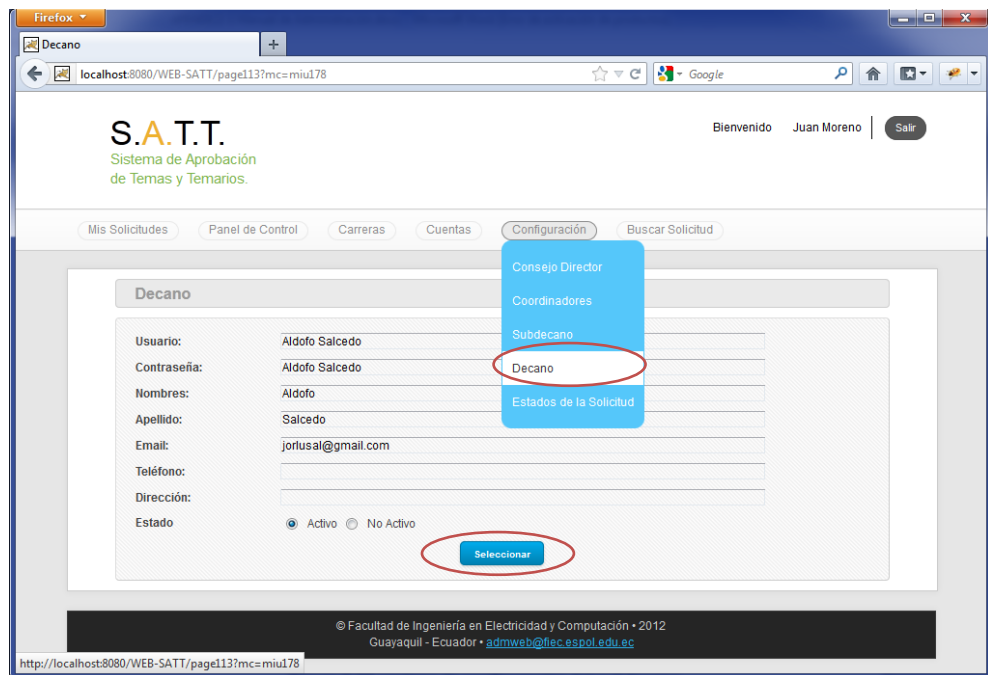 Firefox
Decano
localhost:8080/WEB-SATT/page113?mc=miu178
Google
S.A.T.T.
Sistema de Aprobación
de Temas y Temarios.
Bienvenido Juan Moreno Salir
Mis Solicitudes Panel de Control Carreras Cuentas Configuración Buscar Solicitud
Consejo Director
Coordinadores
Subdecano
Decano
Estados de la Solicitud
Decano
Usuario: Aldofo Salcedo
Contraseña: Aldofo Salcedo
Nombres: Aldofo
Apellido: Salcedo
Email: jorlusal@gmail.com
Teléfono:
Dirección:
Estado Activo No Activo
Seleccionar
© Facultad de Ingeniería en Electricidad y Computación • 2012
Guayaquil - Ecuador • admweb@fiec.espol.edu.ec
http://localhost:8080/WEB-SATT/page113?mc=miu178